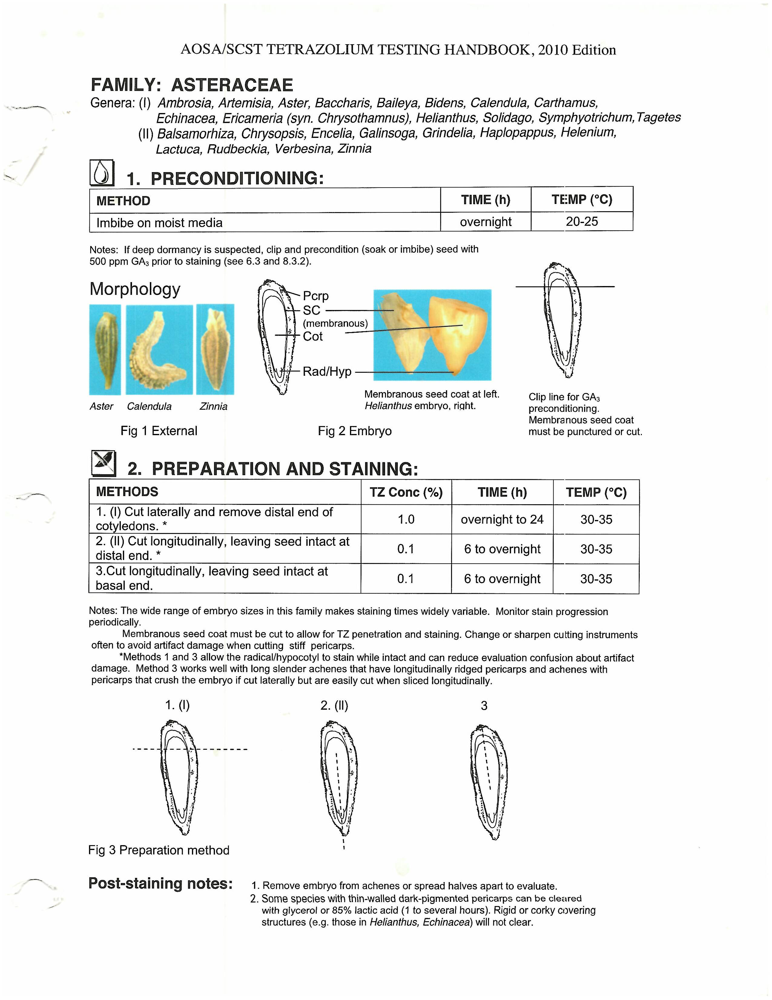 AOSA/SCST TETRAZOLIUM TESTING HANDBOOK, 2010 Edition
FAMILY: ASTERACEAE
Genera: (I) Ambrosia, Artemisia, Aster, Baccharis, Baileya, Bidens, Calendula, Carthamus,
Echinacea, Ericameria (syn. Chrysothamnus), Helianthus, Solidago, Symphyotrichum, Tagetes
(II) Balsamorhiza, Chrysopsis, Encelia, Galinsoga, Grindelia, Haplopappus, Helenium,
Lactuca, Rudbeckia, Verbesina, Zinnia
1. PRECONDITIONING:
METHOD TIME (h) TEMP (°C)
Imbibe on moist media overnight 20-25
Notes: If deep dormancy is suspected, clip and precondition (soak or imbibe) seed with
500 ppm GA₃ prior to staining (see 6.3 and 8.3.2).
Morphology
Pcrp
SC
(membranous)
Cot
Rad/Hyp
Aster Calendula Zinnia
Membranous seed coat at left.
Helianthus embryo, right.
Clip line for GA₃
preconditioning.
Membranous seed coat
must be punctured or cut.
Fig 1 External
Fig 2 Embryo
2. PREPARATION AND STAINING:
METHODS TZ Conc (%) TIME (h) TEMP (°C)
1. (I) Cut laterally and remove distal end of
cotyledons. * 1.0 overnight to 24 30-35
2. (II) Cut longitudinally, leaving seed intact at
distal end. * 0.1 6 to overnight 30-35
3.Cut longitudinally, leaving seed intact at
basal end. 0.1 6 to overnight 30-35
Notes: The wide range of embryo sizes in this family makes staining times widely variable. Monitor stain progression
periodically.
Membranous seed coat must be cut to allow for TZ penetration and staining. Change or sharpen cutting instruments
often to avoid artifact damage when cutting stiff pericarps.
*Methods 1 and 3 allow the radical/hypocotyl to stain while intact and can reduce evaluation confusion about artifact
damage. Method 3 works well with long slender achenes that have longitudinally ridged pericarps and achenes with
pericarps that crush the embryo if cut laterally but are easily cut when sliced longitudinally.
1. (I) 2. (II) 3
Fig 3 Preparation method
Post-staining notes: 1. Remove embryo from achenes or spread halves apart to evaluate.
2. Some species with thin-walled dark-pigmented pericarps can be cleared
with glycerol or 85% lactic acid (1 to several hours). Rigid or corky covering
structures (e.g. those in Helianthus, Echinacea) will not clear.